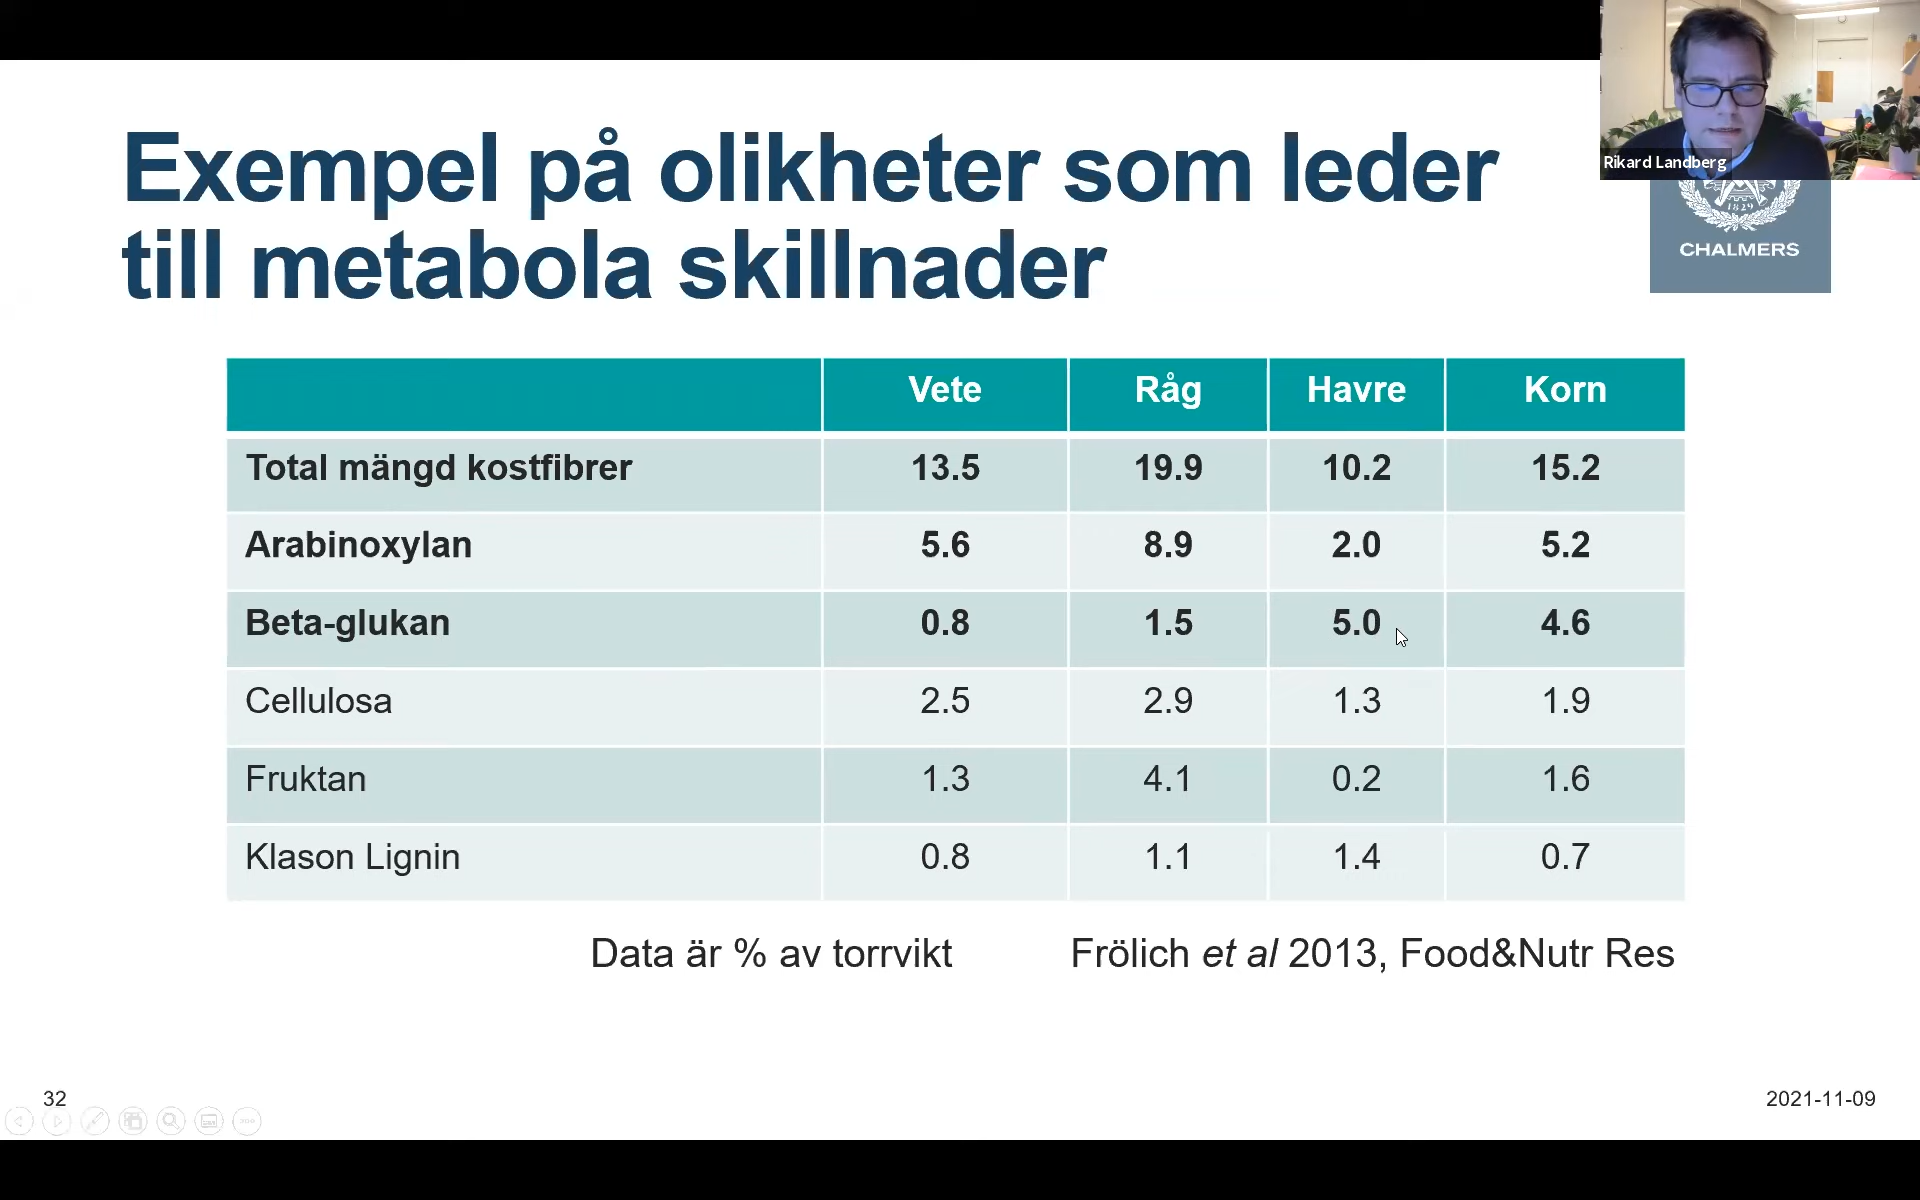 Rikard Landberg
1829
CHALMERS
Exempel på olikheter som leder
till metabola skillnader
Vete Råg Havre Korn
Total mängd kostfibrer 13.5 19.9 10.2 15.2
Arabinoxylan 5.6 8.9 2.0 5.2
Beta-glukan 0.8 1.5 5.0 4.6
Cellulosa 2.5 2.9 1.3 1.9
Fruktan 1.3 4.1 0.2 1.6
Klason Lignin 0.8 1.1 1.4 0.7
Data är % av torrvikt Frölich et al 2013, Food&Nutr Res
32
2021-11-09